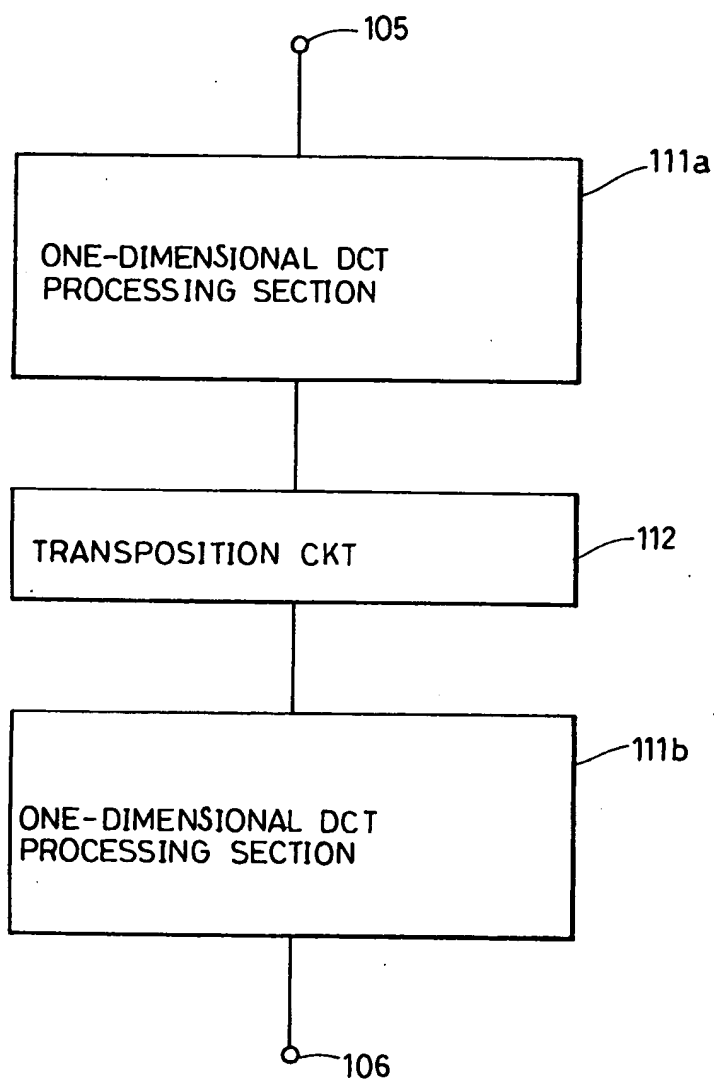 105
111a
ONE-DIMENSIONAL DCT
PROCESSING SECTION
TRANSPOSITION CKT
112
111b
ONE-DIMENSIONAL DCT
PROCESSING SECTION
106